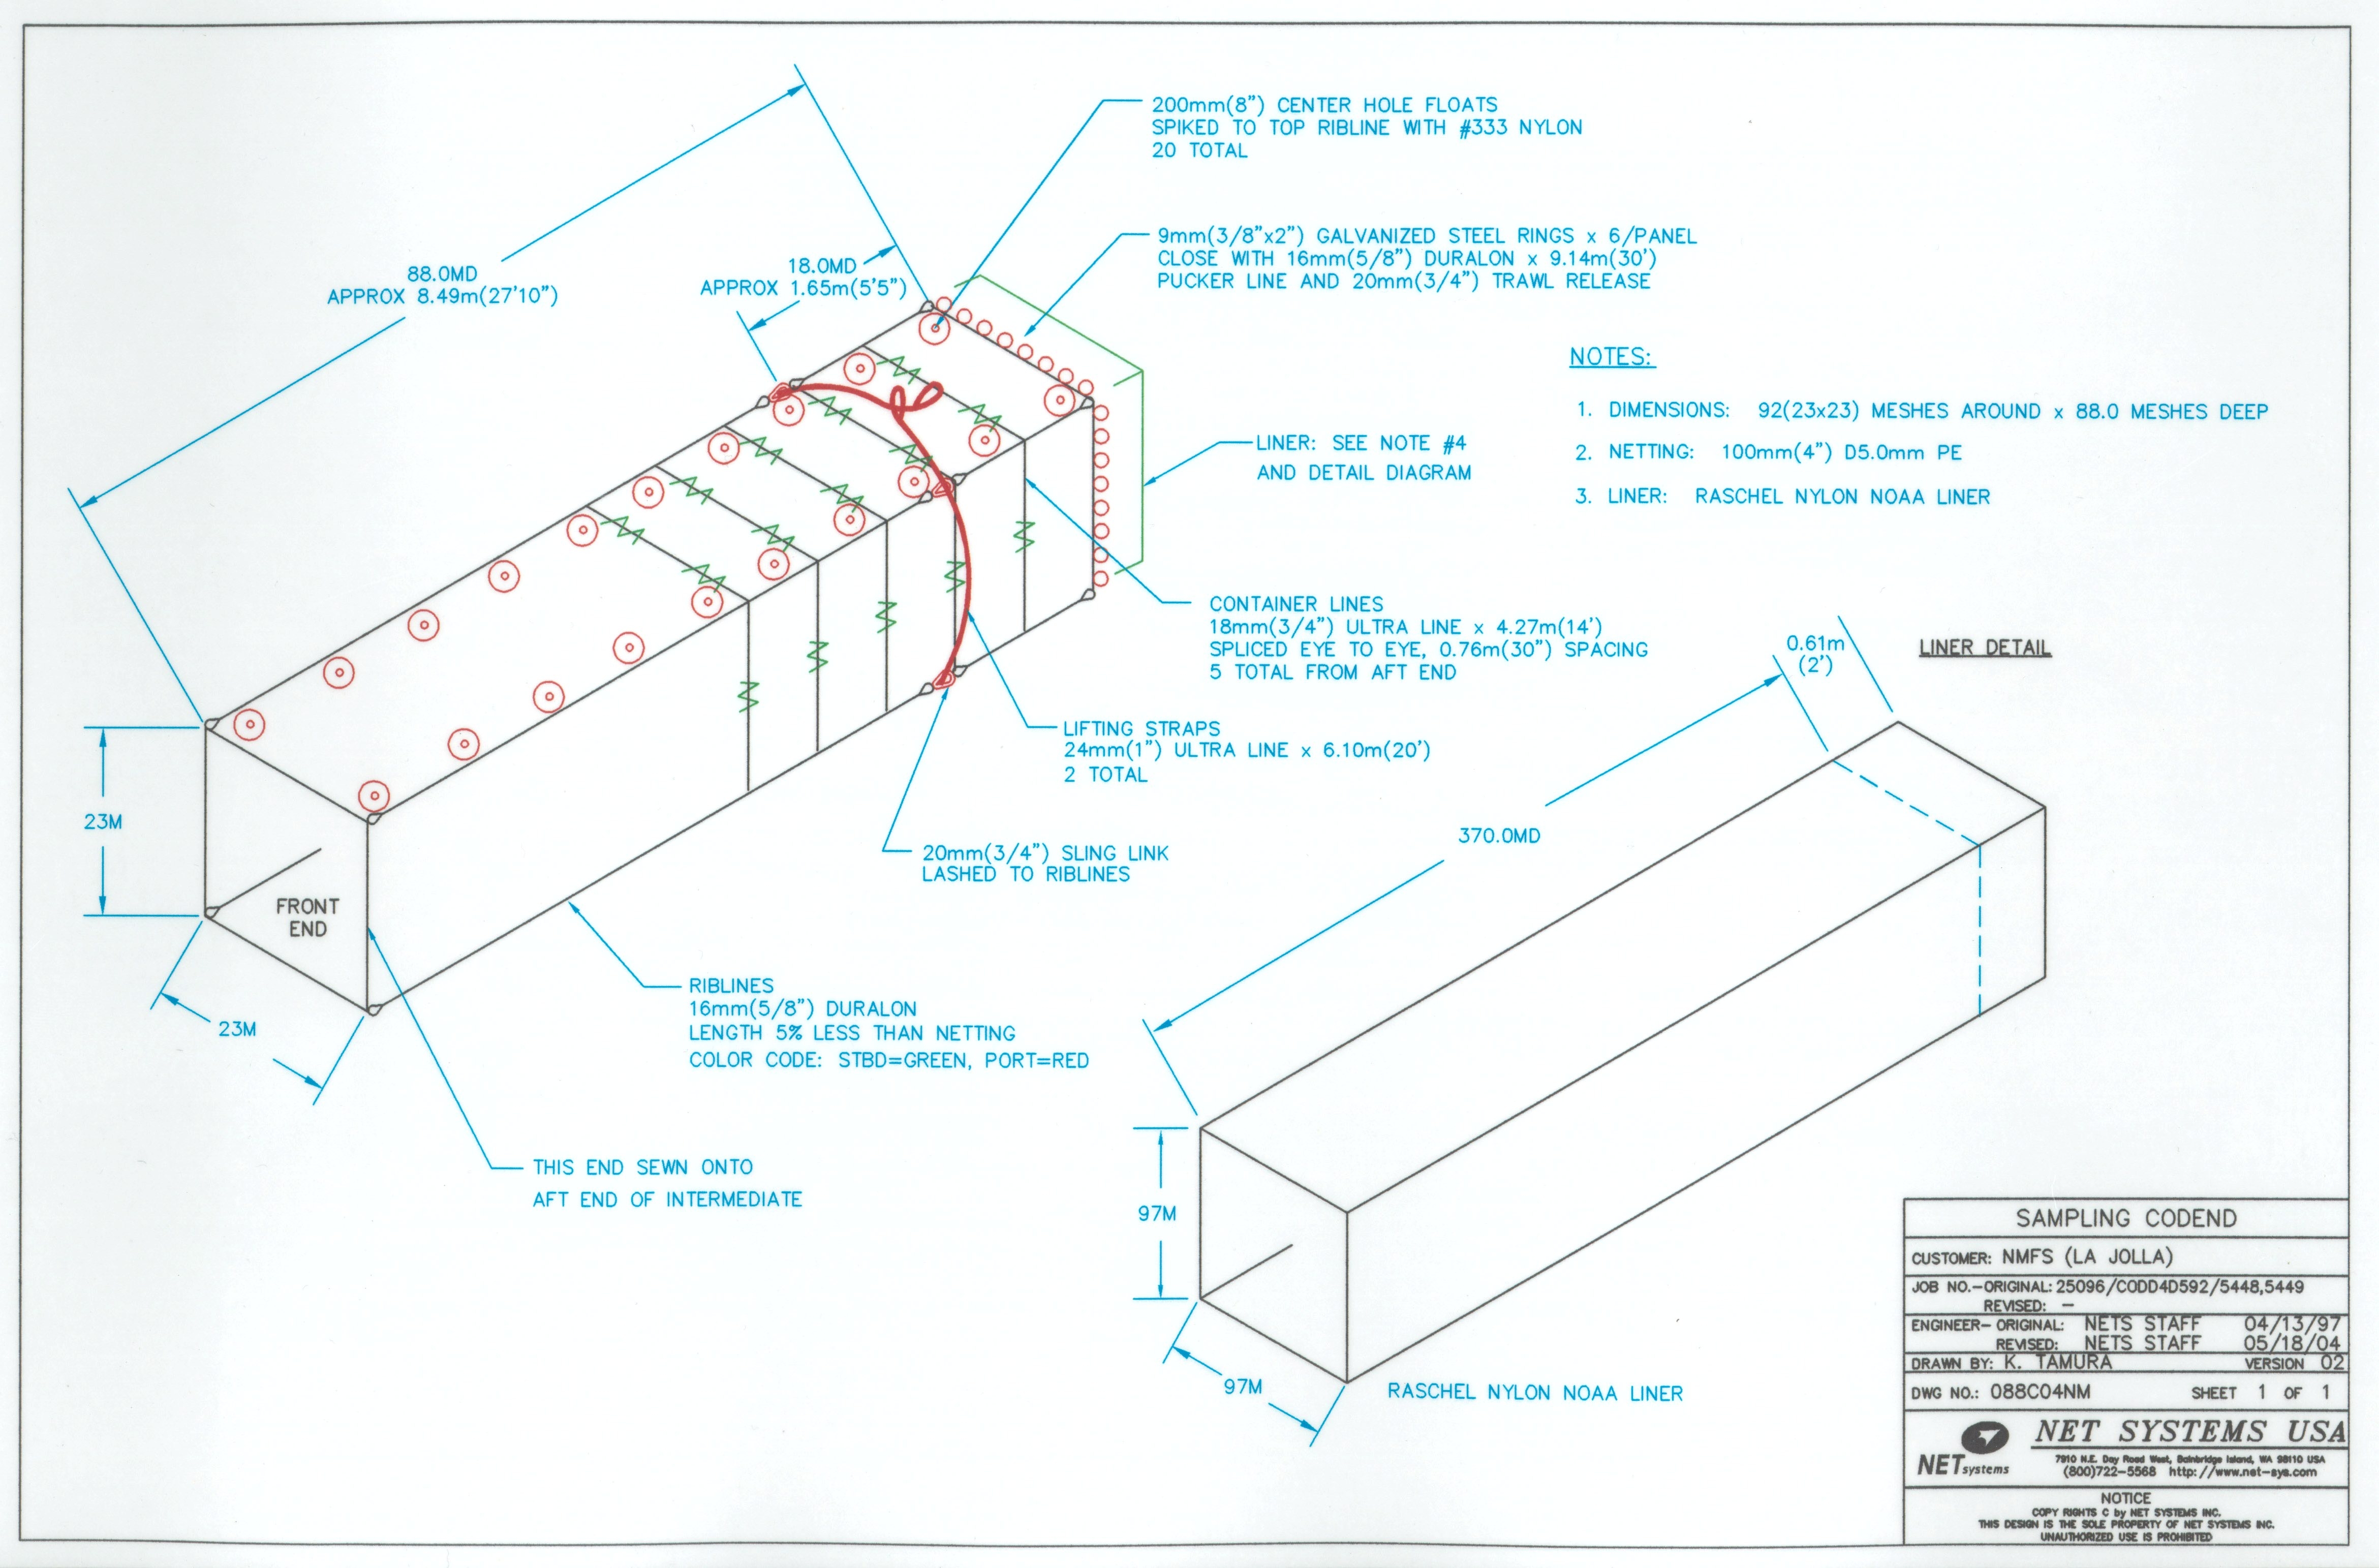 200mm(8") CENTER HOLE FLOATS
SPIKED TO TOP RIBLINE WITH #333 NYLON
20 TOTAL
9mm(3/8"x2") GALVANIZED STEEL RINGS x 6/PANEL
CLOSE WITH 16mm(5/8") DURALON x 9.14m(30')
PUCKER LINE AND 20mm(3/4") TRAWL RELEASE
88.0MD
APPROX 8.49m(27'10")
18.0MD
APPROX 1.65m(5'5")
NOTES:
1. DIMENSIONS: 92(23x23) MESHES AROUND x 88.0 MESHES DEEP
2. NETTING: 100mm(4") D5.0mm PE
3. LINER: RASCHEL NYLON NOAA LINER
LINER: SEE NOTE #4
AND DETAIL DIAGRAM
CONTAINER LINES
18mm(3/4") ULTRA LINE x 4.27m(14')
SPLICED EYE TO EYE, 0.76m(30") SPACING
5 TOTAL FROM AFT END
LIFTING STRAPS
24mm(1") ULTRA LINE x 6.10m(20')
2 TOTAL
20mm(3/4") SLING LINK
LASHED TO RIBLINES
23M
FRONT
END
23M
RIBLINES
16mm(5/8") DURALON
LENGTH 5% LESS THAN NETTING
COLOR CODE: STBD=GREEN, PORT=RED
THIS END SEWN ONTO
AFT END OF INTERMEDIATE
LINER DETAIL
0.61m
(2')
370.0MD
97M
97M
RASCHEL NYLON NOAA LINER
SAMPLING CODEND
CUSTOMER: NMFS (LA JOLLA)
JOB NO.-ORIGINAL: 25096/CODD4D592/5448,5449
REVISED: -
ENGINEER- ORIGINAL: NETS STAFF 04/13/97
REVISED: NETS STAFF 05/18/04
DRAWN BY: K. TAMURA VERSION 02
DWG NO.: 088C04NM SHEET 1 OF 1
NET systems
NET SYSTEMS USA
7910 N.E. Day Road West, Bainbridge Island, WA 98110 USA
(800)722-5568 http://www.net-sys.com
NOTICE
COPY RIGHTS C by NET SYSTEMS INC.
THIS DESIGN IS THE SOLE PROPERTY OF NET SYSTEMS INC.
UNAUTHORIZED USE IS PROHIBITED